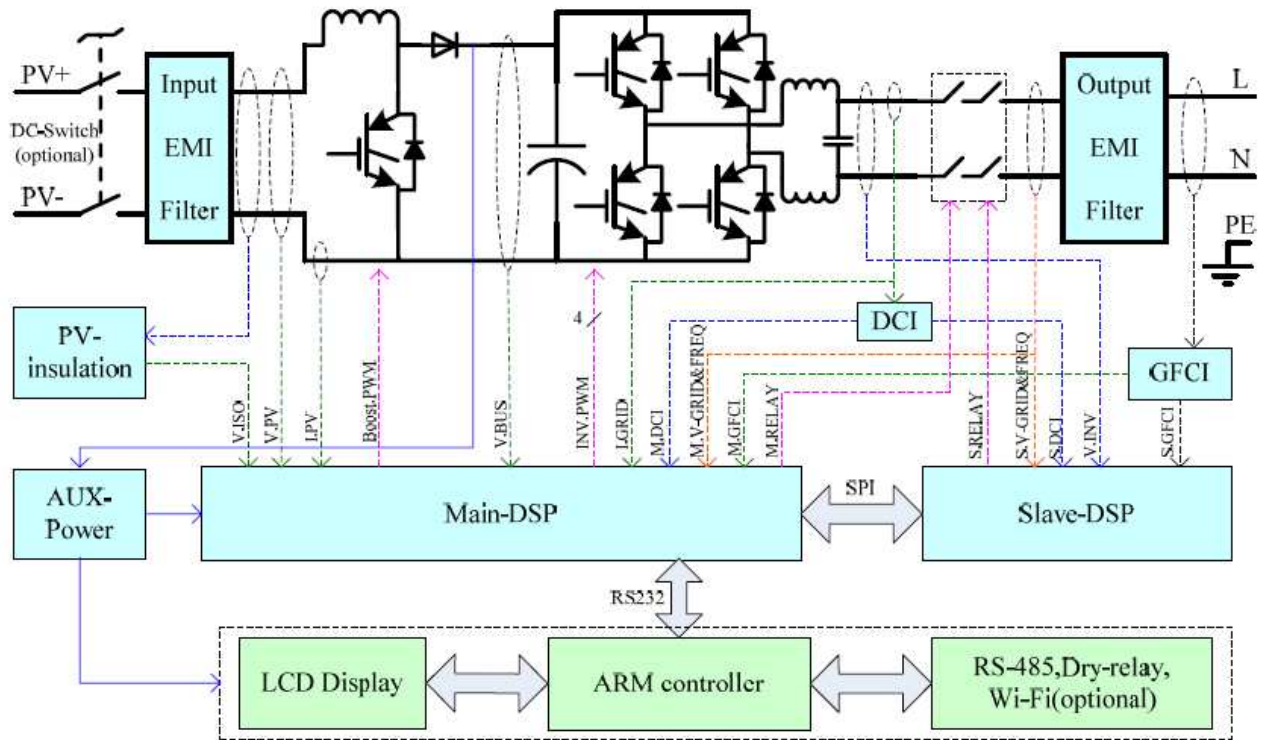 PV+
DC-Switch
(optional)
PV-
Input
EMI
Filter
Output
EMI
Filter
L
N
PE
PV-
insulation
DCI
GFCI
4
V.ISO
V.PV
I.PV
Boost.PWM
V.BUS
INV.PWM
I.GRID
M.DCI
M.V-GRID&FREQ
M.GFCI
M.RELAY
S.RELAY
S.V-GRID&FREQ
S.DCI
V.INV
S.GFCI
AUX-
Power
Main-DSP
SPI
Slave-DSP
RS232
LCD Display
ARM controller
RS-485,Dry-relay,
Wi-Fi(optional)